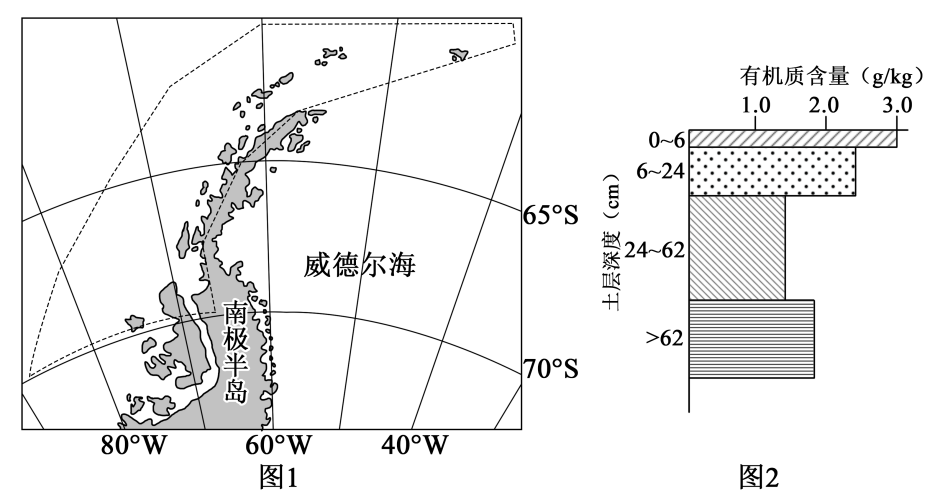 65°S
威德尔海
南极半岛
70°S
80°W
60°W
40°W
图1
有机质含量（g/kg）
1.0
2.0
3.0
土层深度（cm）
0~6
6~24
24~62
>62
图2